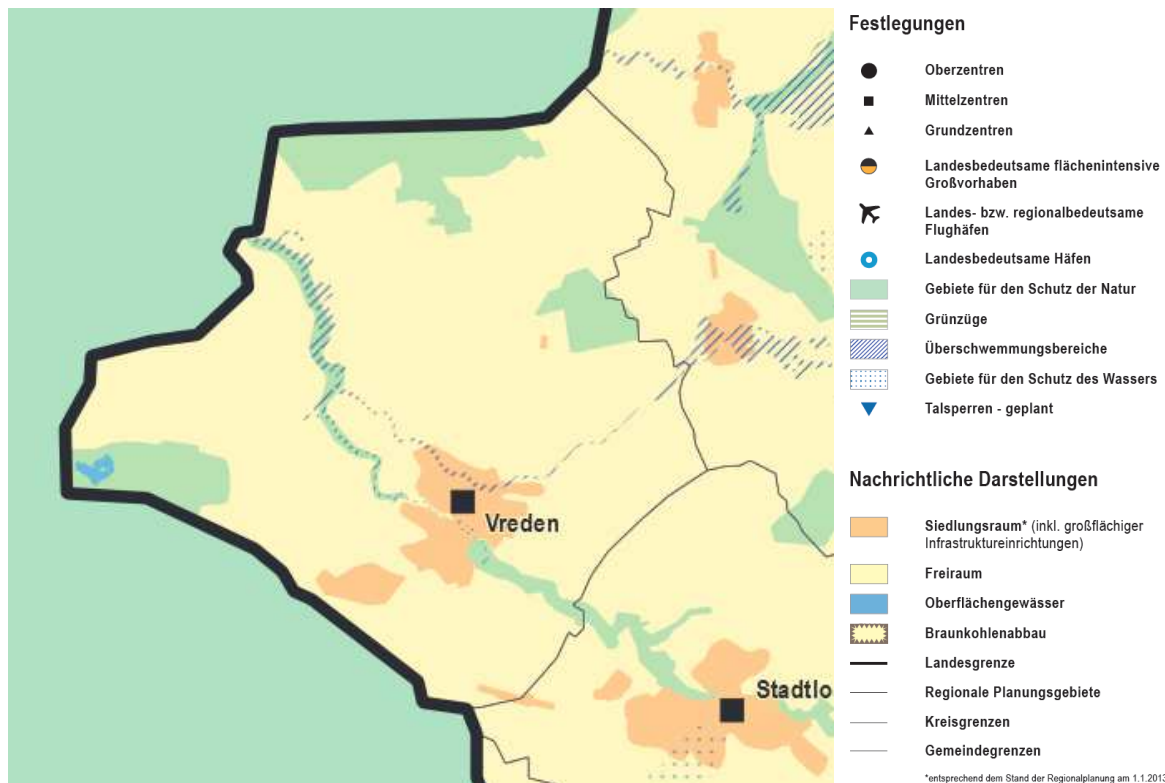 Vreden
Stadtlo
Festlegungen
Oberzentren
Mittelzentren
Grundzentren
Landesbedeutsame flächenintensive
Großvorhaben
Landes- bzw. regionalbedeutsame
Flughäfen
Landesbedeutsame Häfen
Gebiete für den Schutz der Natur
Grünzüge
Überschwemmungsbereiche
Gebiete für den Schutz des Wassers
Talsperren - geplant
Nachrichtliche Darstellungen
Siedlungsraum* (inkl. großflächiger
Infrastruktureinrichtungen)
Freiraum
Oberflächengewässer
Braunkohlenabbau
Landesgrenze
Regionale Planungsgebiete
Kreisgrenzen
Gemeindegrenzen
*entsprechend dem Stand der Regionalplanung am 1.1.2013